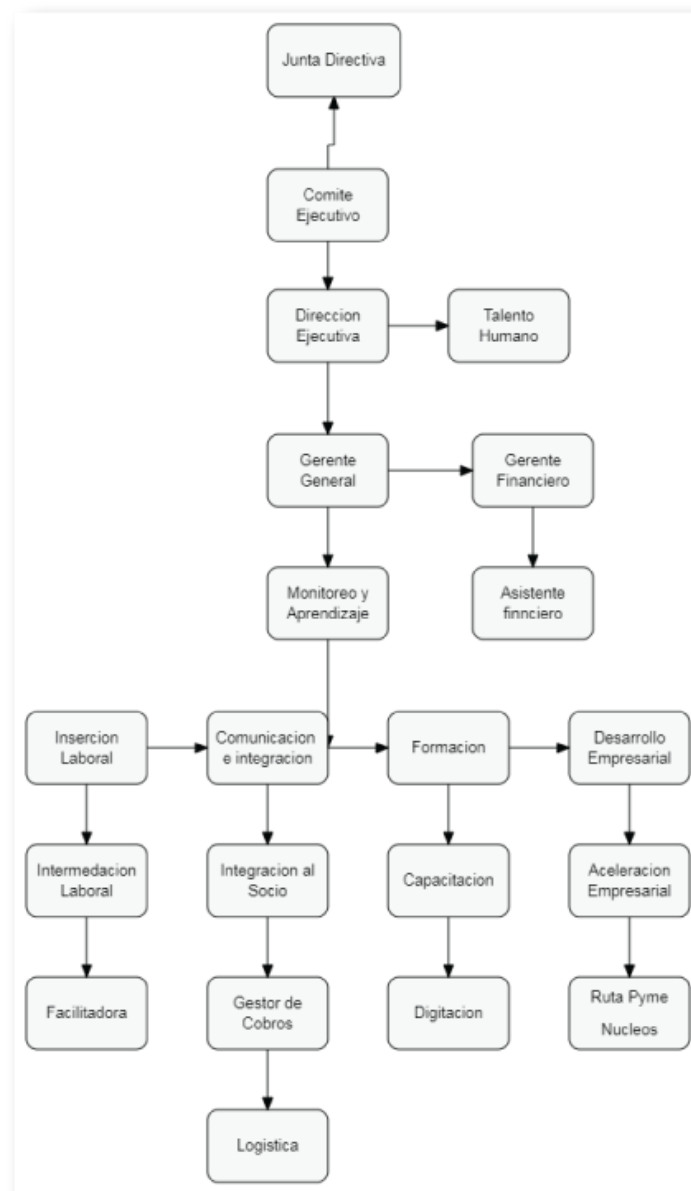 Junta Directiva
Comite
Ejecutivo
Direccion
Ejecutiva
Talento
Humano
Gerente
General
Gerente
Financiero
Monitoreo y
Aprendizaje
Asistente
finnciero
Insercion
Laboral
Comunicacion
e integracion
Formacion
Desarrollo
Empresarial
Intermedacion
Laboral
Integracion al
Socio
Capacitacion
Aceleracion
Empresarial
Facilitadora
Gestor de
Cobros
Digitacion
Ruta Pyme
Nucleos
Logistica